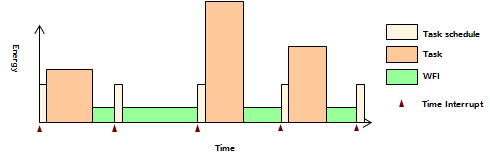 Task schedule
Task
WFI
Time Interrupt
Energy
Time